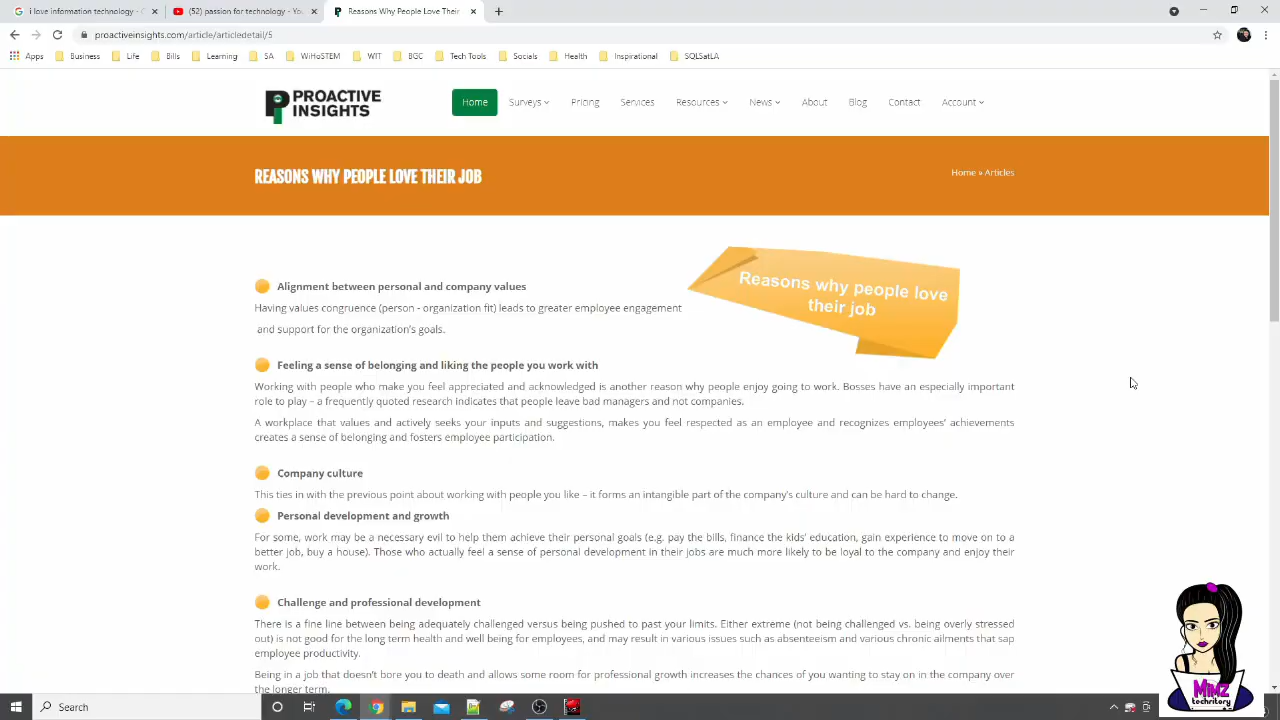 i love information technology -
(52) passion for technology - Yo
Reasons Why People Love Their J
proactiveinsights.com/article/articledetail/5
Apps Business Life Bills Learning SA WiHoSTEM WIT BGC Tech Tools Socials Health Inspirational SQLSatLA
PROACTIVE
INSIGHTS
Home Surveys Pricing Services Resources News About Blog Contact Account
REASONS WHY PEOPLE LOVE THEIR JOB
Home » Articles
Reasons why people love
their job
Alignment between personal and company values
Having values congruence (person - organization fit) leads to greater employee engagement
and support for the organization's goals.
Feeling a sense of belonging and liking the people you work with
Working with people who make you feel appreciated and acknowledged is another reason why people enjoy going to work. Bosses have an especially important
role to play – a frequently quoted research indicates that people leave bad managers and not companies.
A workplace that values and actively seeks your inputs and suggestions, makes you feel respected as an employee and recognizes employees' achievements
creates a sense of belonging and fosters employee participation.
Company culture
This ties in with the previous point about working with people you like – it forms an intangible part of the company's culture and can be hard to change.
Personal development and growth
For some, work may be a necessary evil to help them achieve their personal goals (e.g. pay the bills, finance the kids' education, gain experience to move on to a
better job, buy a house). Those who actually feel a sense of personal development in their jobs are much more likely to be loyal to the company and enjoy their
work.
Challenge and professional development
There is a fine line between being adequately challenged versus being pushed to past your limits. Either extreme (not being challenged vs. being overly stressed
out) is not good for the long term health and well being for employees, and may result in various issues such as absenteeism and various chronic ailments that sap
employee productivity.
Being in a job that doesn't bore you to death and allows some room for professional growth increases the chances of you wanting to stay on in the company over
the longer term.
Search
MiMZ
techritory